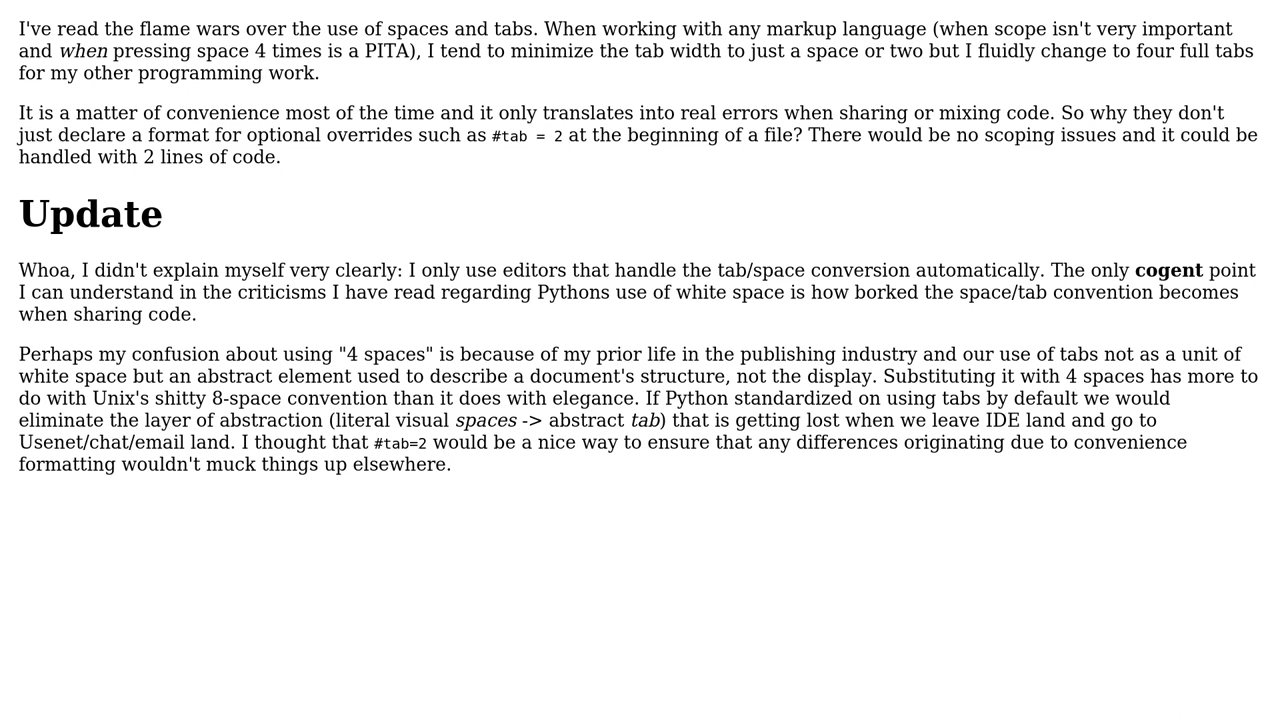 I've read the flame wars over the use of spaces and tabs. When working with any markup language (when scope isn't very important
and when pressing space 4 times is a PITA), I tend to minimize the tab width to just a space or two but I fluidly change to four full tabs
for my other programming work.
It is a matter of convenience most of the time and it only translates into real errors when sharing or mixing code. So why they don't
just declare a format for optional overrides such as #tab = 2 at the beginning of a file? There would be no scoping issues and it could be
handled with 2 lines of code.
Update
Whoa, I didn't explain myself very clearly: I only use editors that handle the tab/space conversion automatically. The only cogent point
I can understand in the criticisms I have read regarding Pythons use of white space is how borked the space/tab convention becomes
when sharing code.
Perhaps my confusion about using "4 spaces" is because of my prior life in the publishing industry and our use of tabs not as a unit of
white space but an abstract element used to describe a document's structure, not the display. Substituting it with 4 spaces has more to
do with Unix's shitty 8-space convention than it does with elegance. If Python standardized on using tabs by default we would
eliminate the layer of abstraction (literal visual spaces -> abstract tab) that is getting lost when we leave IDE land and go to
Usenet/chat/email land. I thought that #tab=2 would be a nice way to ensure that any differences originating due to convenience
formatting wouldn't muck things up elsewhere.